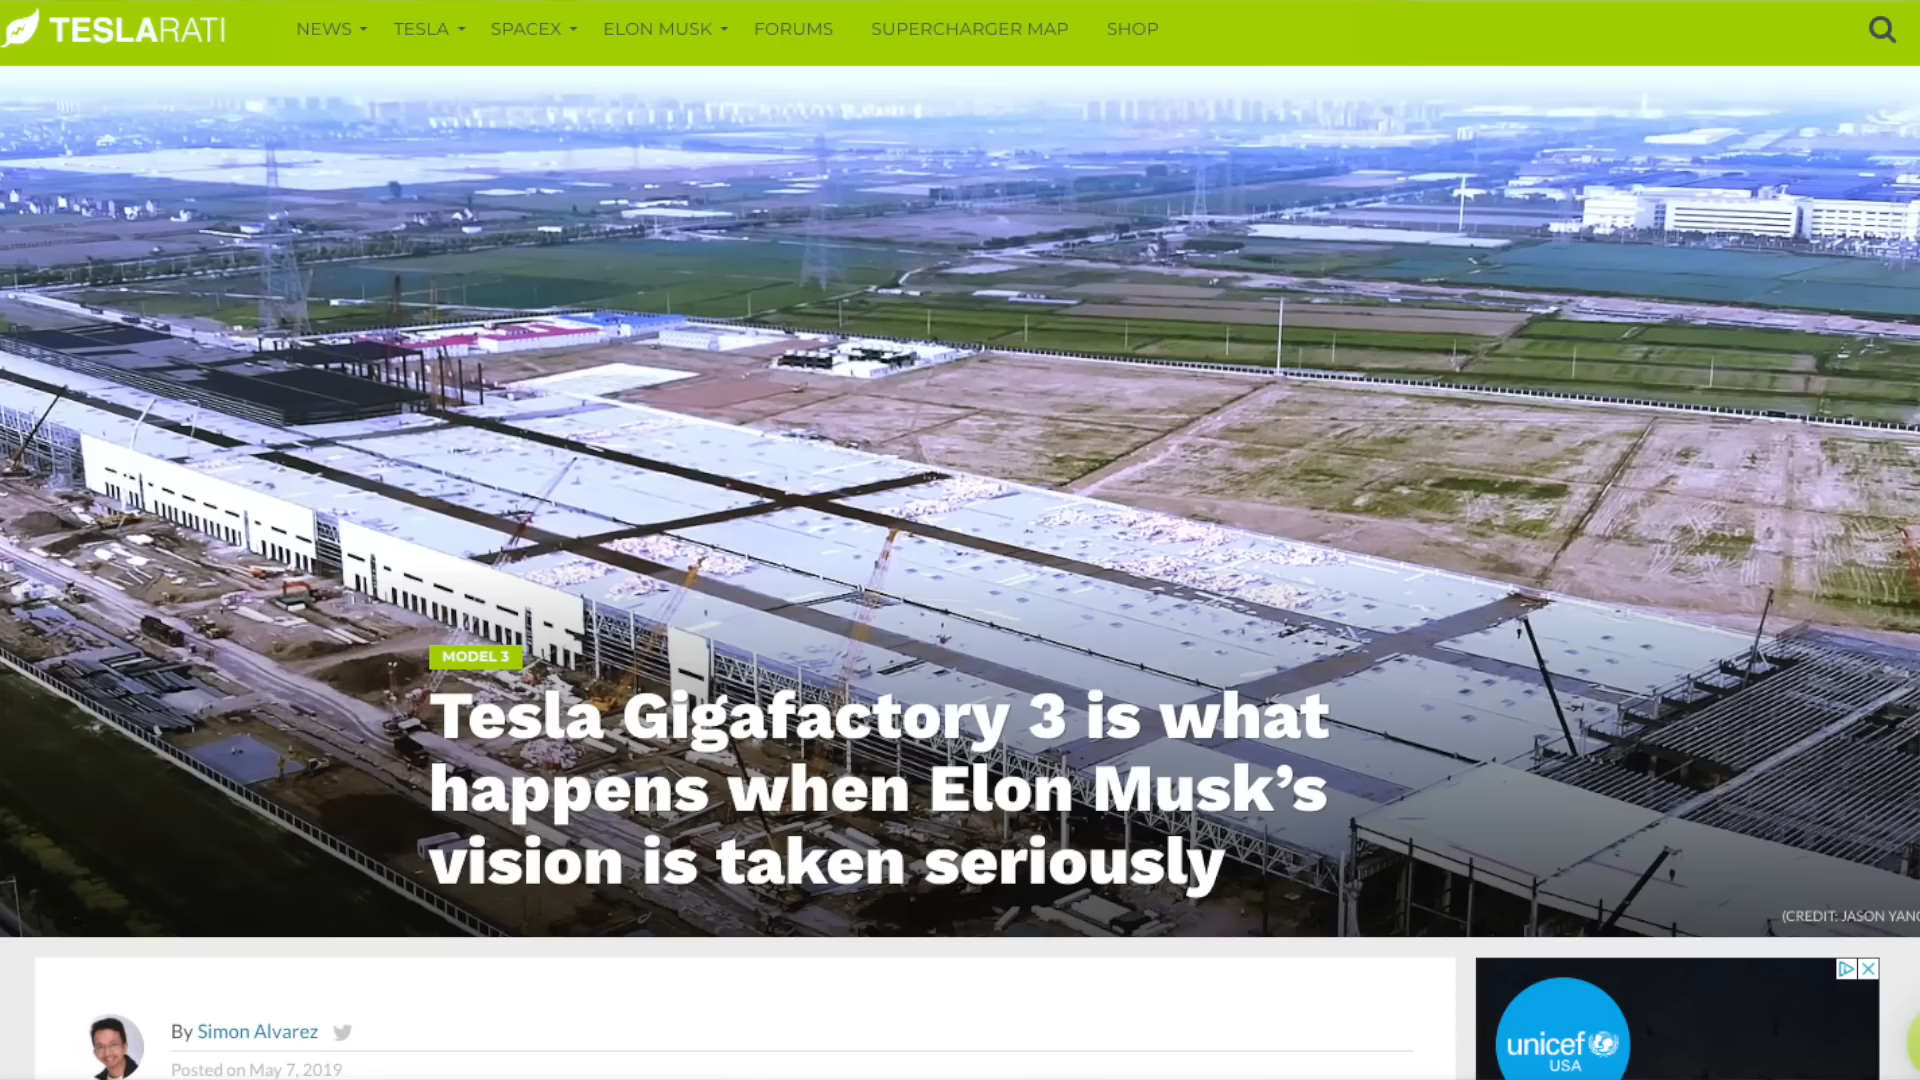 TESLARATI
NEWS
TESLA
SPACEX
ELON MUSK
FORUMS
SUPERCHARGER MAP
SHOP
MODEL 3
Tesla Gigafactory 3 is what
happens when Elon Musk’s
vision is taken seriously
(CREDIT: JASON YANG
By Simon Alvarez
Posted on May 7, 2019
unicef
USA